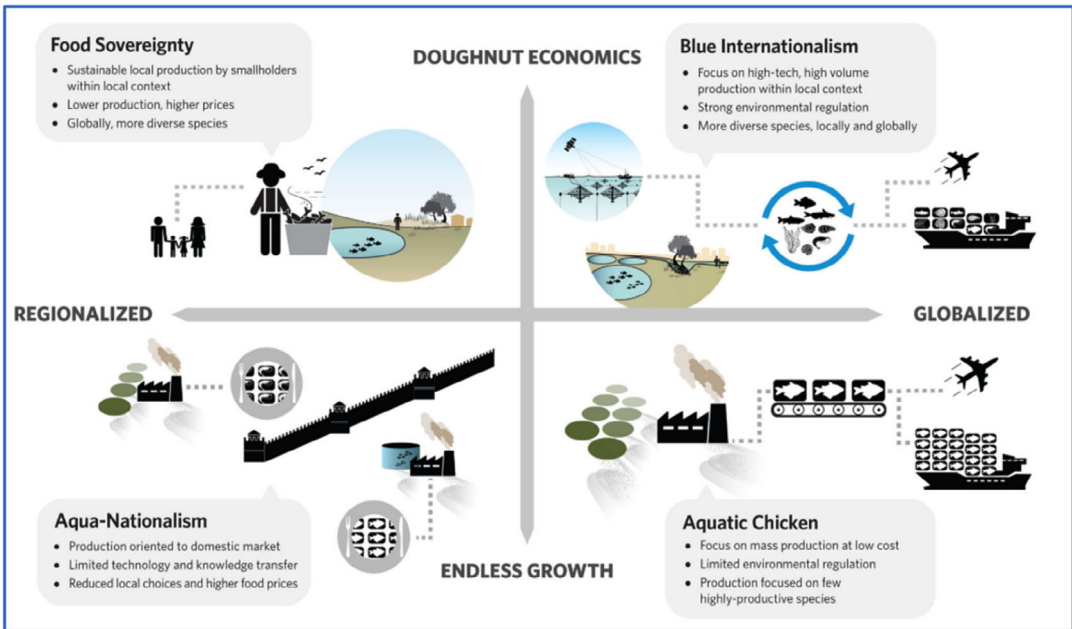 Food Sovereignty
• Sustainable local production by smallholders
within local context
• Lower production, higher prices
• Globally, more diverse species
DOUGHNUT ECONOMICS
Blue Internationalism
• Focus on high-tech, high volume
production within local context
• Strong environmental regulation
• More diverse species, locally and globally
REGIONALIZED
GLOBALIZED
Aqua-Nationalism
• Production oriented to domestic market
• Limited technology and knowledge transfer
• Reduced local choices and higher food prices
ENDLESS GROWTH
Aquatic Chicken
• Focus on mass production at low cost
• Limited environmental regulation
• Production focused on few
highly-productive species